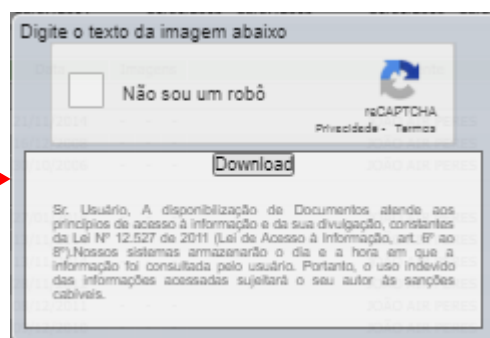 Digite o texto da imagem abaixo
Não sou um robô
reCAPTCHA
Privacidade - Termos
Download
Sr. Usuário, A disponibilização de Documentos atende aos
princípios de acesso à informação e da sua divulgação, constantes
da Lei Nº 12.527 de 2011 (Lei de Acesso à Informação, art. 6º ao
8º).Nossos sistemas armazenarão o dia e a hora em que a
informação foi consultada pelo usuário. Portanto, o uso indevido
das informações acessadas sujeitará o seu autor às sanções
cabíveis.